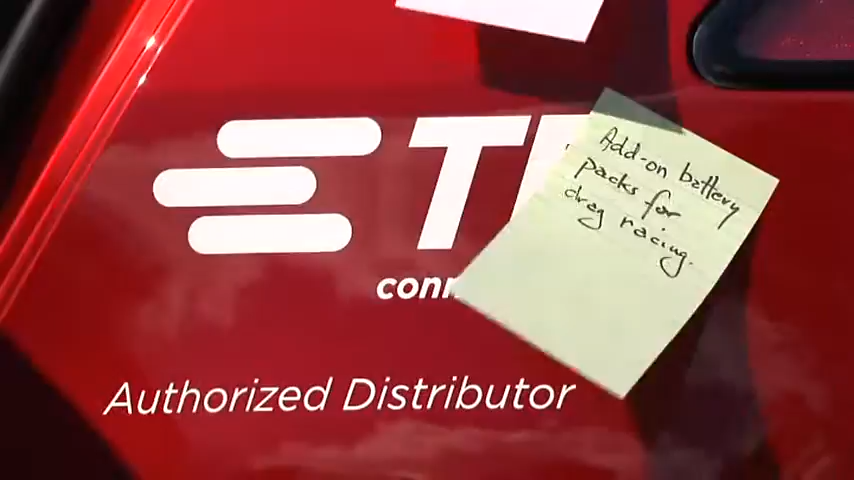 TE
conn
Add-on battery
packs for
drag racing.
Authorized Distributor